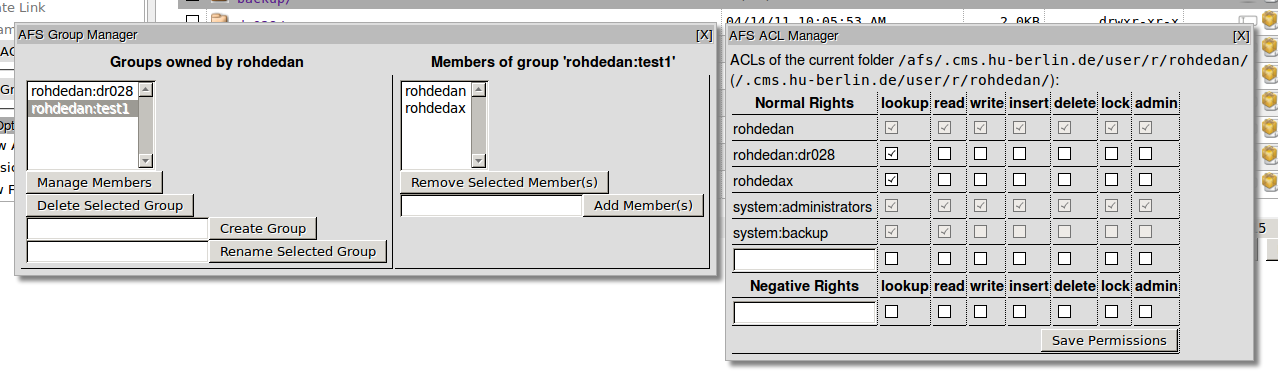 ate Link
backup/
04/14/11 10:05:53 AM 2.0KB drwxr-xr-x
AFS Group Manager [X]
Groups owned by rohdedan
rohdedan:dr028
rohdedan:test1
Manage Members
Delete Selected Group
Create Group
Rename Selected Group
Members of group 'rohdedan:test1'
rohdedan
rohdedax
Remove Selected Member(s)
Add Member(s)
AFS ACL Manager [X]
ACLs of the current folder /afs/.cms.hu-berlin.de/user/r/rohdedan/
(/.cms.hu-berlin.de/user/r/rohdedan/):
Normal Rights lookup read write insert delete lock admin
rohdedan
rohdedan:dr028
rohdedax
system:administrators
system:backup
Negative Rights lookup read write insert delete lock admin
Save Permissions
5